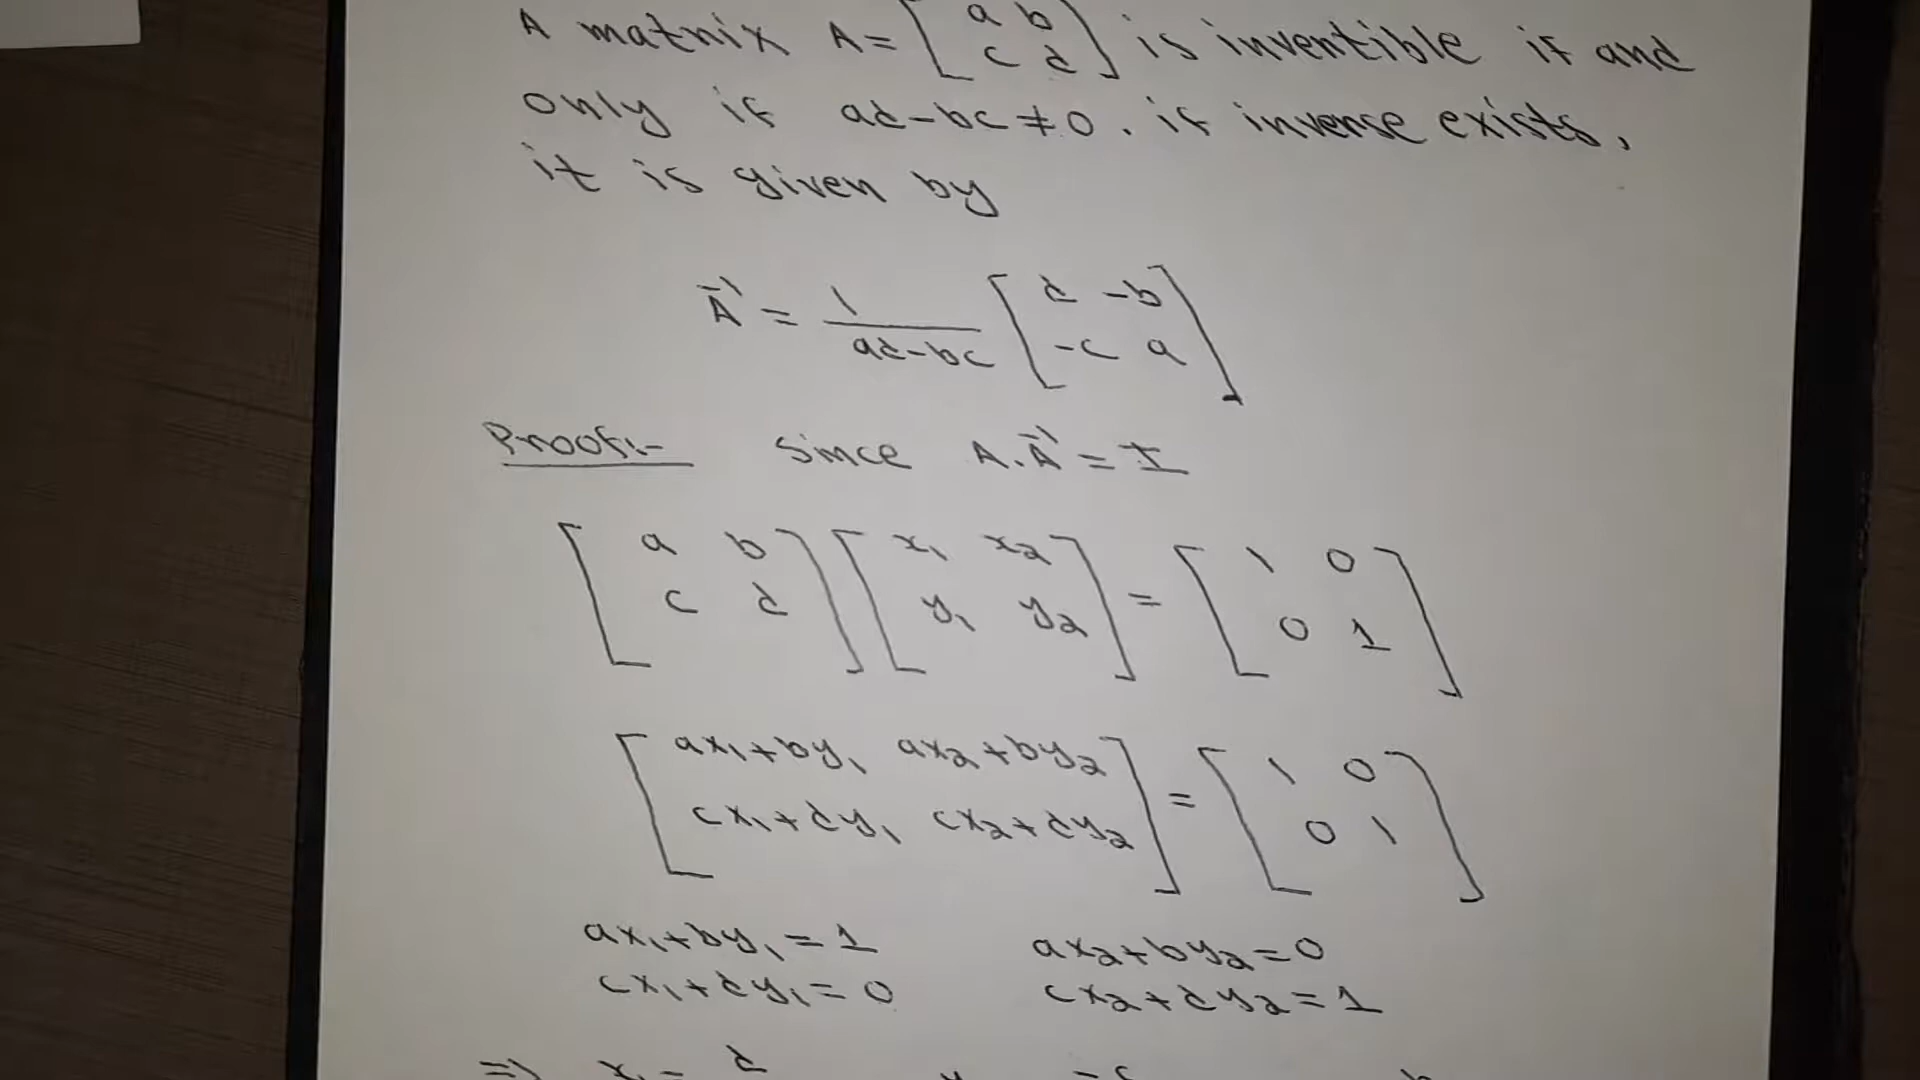 A matrix A = [a b
c d] is invertible if and
only if ad-bc≠0. if inverse exists,
it is given by
A⁻¹ = 1/(ad-bc) [d -b
-c a]
Proof:- Since A.A⁻¹ = I
[a b [x₁ x₂ = [1 0
c d] y₁ y₂] 0 1]
[ax₁+by₁ ax₂+by₂ = [1 0
cx₁+dy₁ cx₂+dy₂] 0 1]
ax₁+by₁=1 ax₂+by₂=0
cx₁+dy₁=0 cx₂+dy₂=1
=> x₁ = d